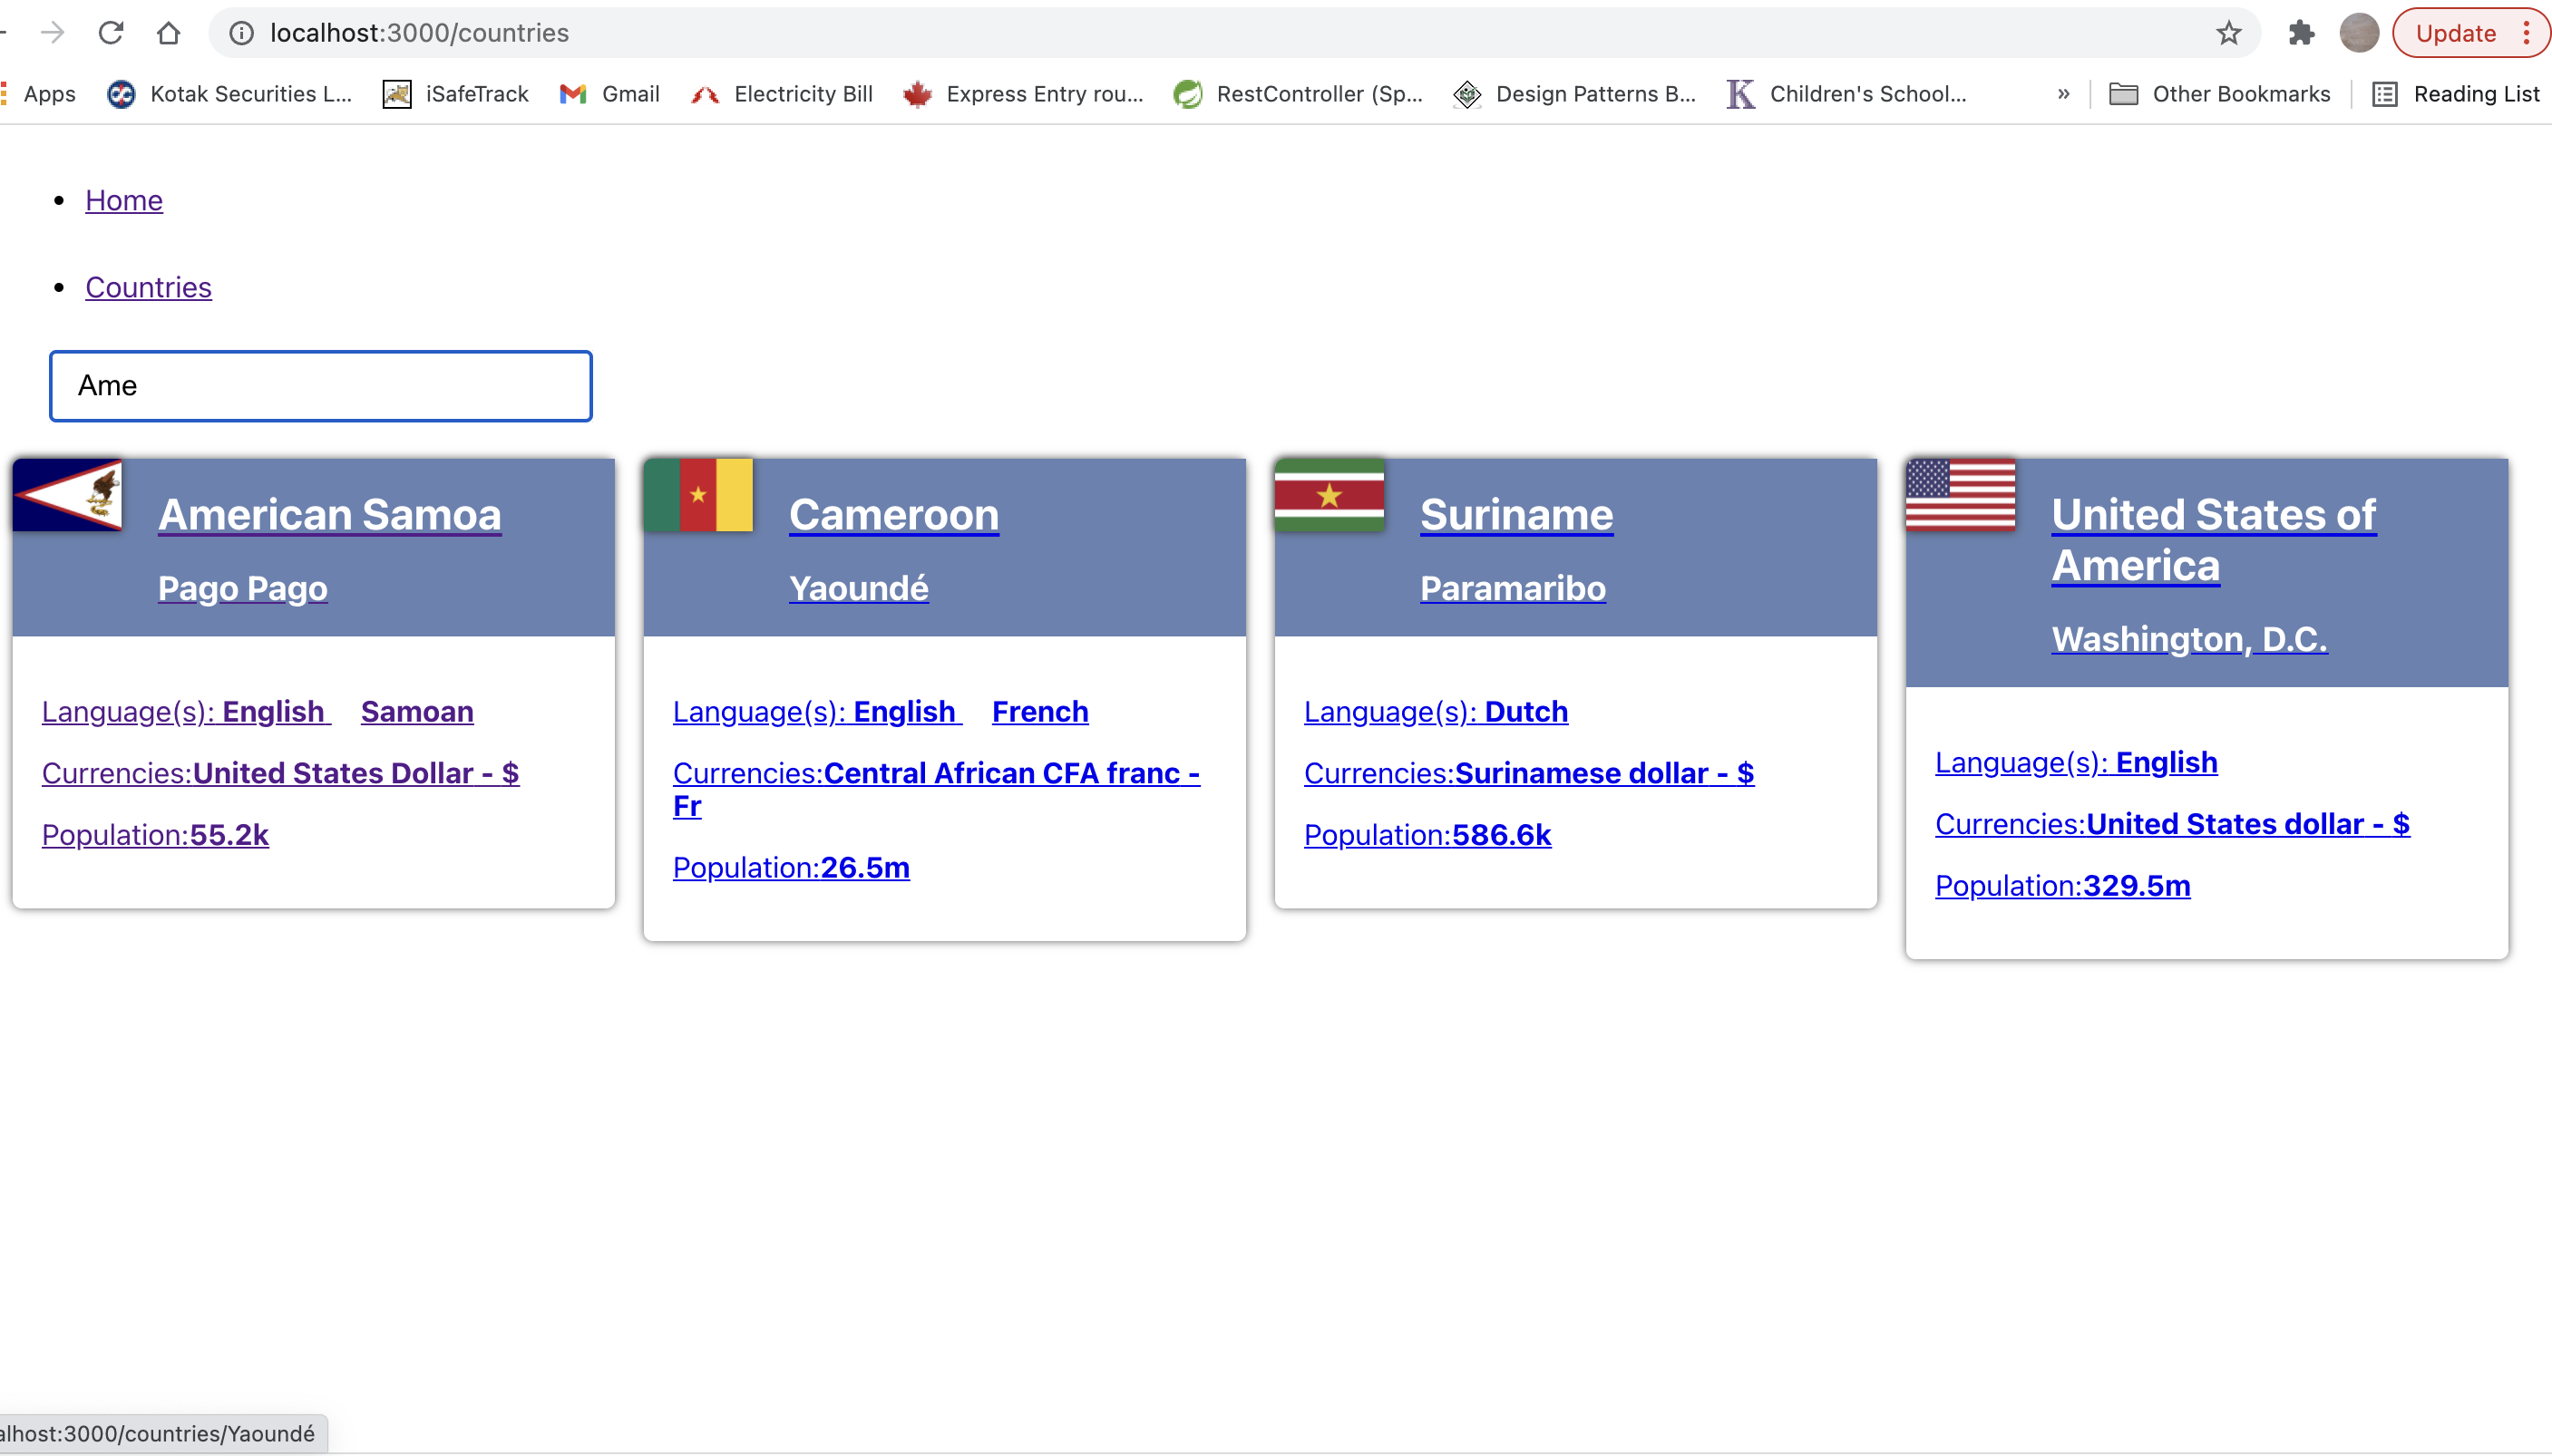 localhost:3000/countries
Update
Apps
Kotak Securities L...
iSafeTrack
Gmail
Electricity Bill
Express Entry rou...
RestController (Sp...
Design Patterns B...
Children's School...
»
Other Bookmarks
Reading List
Home
Countries
Ame
American Samoa
Pago Pago
Language(s): English Samoan
Currencies:United States Dollar - $
Population:55.2k
Cameroon
Yaoundé
Language(s): English French
Currencies:Central African CFA franc -
Fr
Population:26.5m
Suriname
Paramaribo
Language(s): Dutch
Currencies:Surinamese dollar - $
Population:586.6k
United States of
America
Washington, D.C.
Language(s): English
Currencies:United States dollar - $
Population:329.5m
alhost:3000/countries/Yaoundé